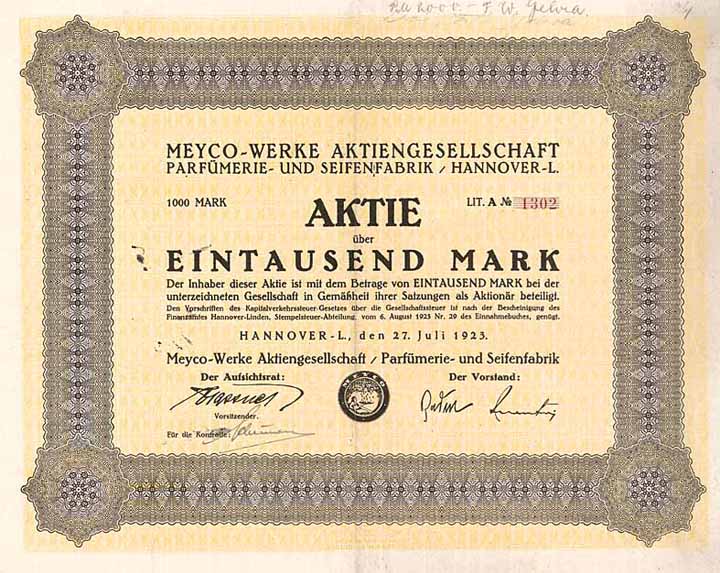 MEYCO-WERKE AKTIENGESELLSCHAFT
PARFÜMERIE- UND SEIFENFABRIK / HANNOVER-L.
1000 MARK
LIT. A № 1302
AKTIE
über
EINTAUSEND MARK
Der Inhaber dieser Aktie ist mit dem Betrage von EINTAUSEND MARK bei der
unterzeichneten Gesellschaft in Gemäßheit ihrer Satzungen als Aktionär beteiligt.
Den Vorschriften des Kapitalverkehrssteuer-Gesetzes über die Gesellschaftssteuer ist nach der Bescheinigung des
Finanzamtes Hannover-Linden, Stempelsteuer-Abteilung, vom 6. August 1923 Nr. 29 des Einnahmebuches, genügt.
HANNOVER-L., den 27. Juli 1923.
Meyco-Werke Aktiengesellschaft / Parfümerie- und Seifenfabrik
Der Aufsichtsrat:
Der Vorstand:
MEYCO
Vorsitzender.
Für die Kontrolle: